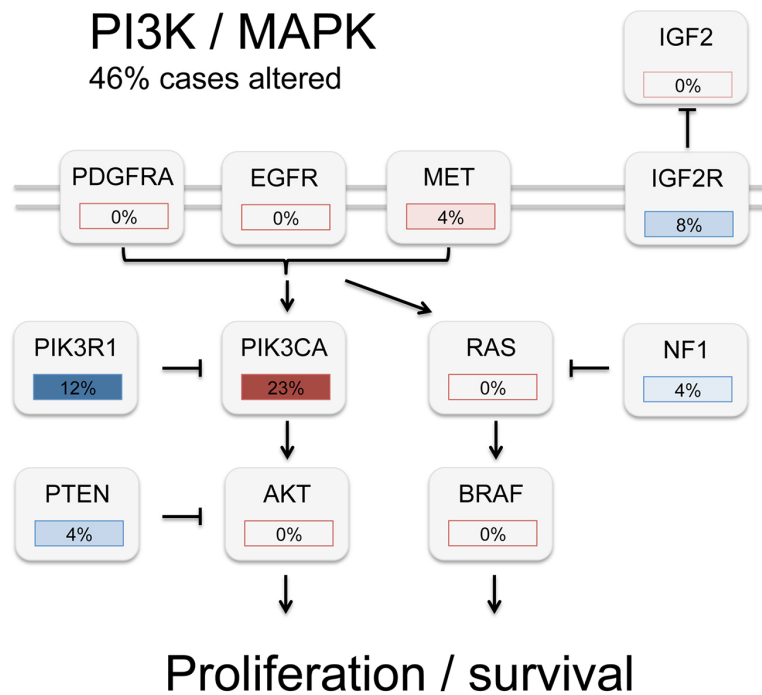 PI3K / MAPK
46% cases altered
IGF2
0%
PDGFRA
0%
EGFR
0%
MET
4%
IGF2R
8%
PIK3R1
12%
PIK3CA
23%
RAS
0%
NF1
4%
PTEN
4%
AKT
0%
BRAF
0%
Proliferation / survival